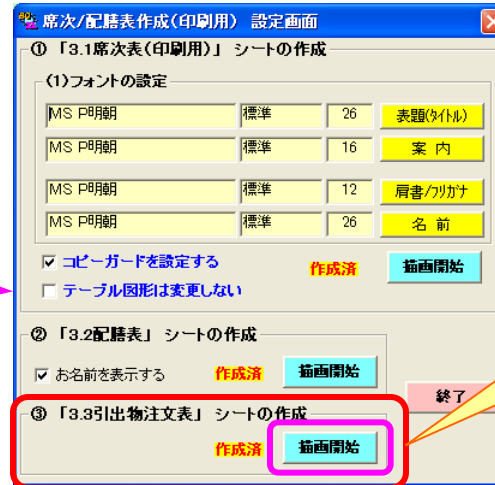 席次/配膳表作成(印刷用) 設定画面
① 「3.1席次表(印刷用)」 シートの作成
(1)フォントの設定
MS P明朝 標準 26 表題(タイトル)
MS P明朝 標準 16 案 内
MS P明朝 標準 12 肩書/フリガナ
MS P明朝 標準 26 名 前
コピーガードを設定する 作成済 描画開始
テーブル図形は変更しない
② 「3.2配膳表」 シートの作成
お名前を表示する 作成済 描画開始
終了
③ 「3.3引出物注文表」 シートの作成
作成済 描画開始